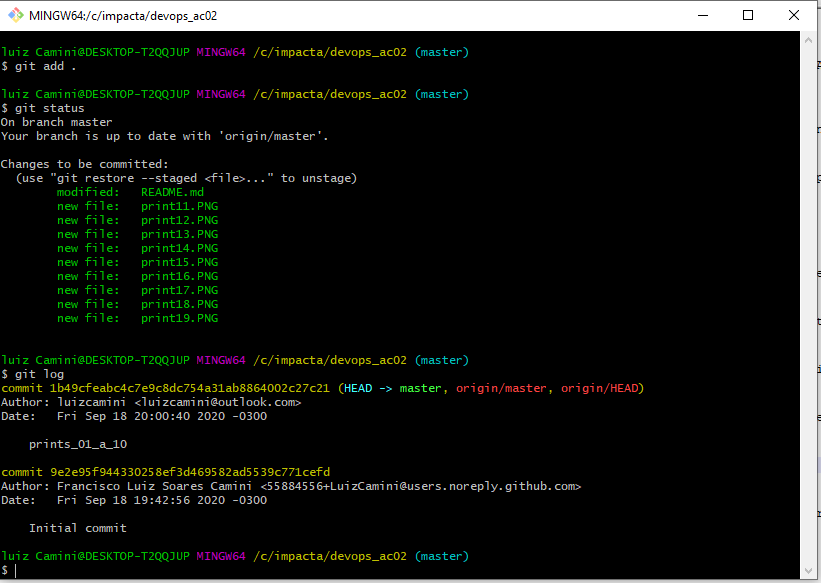 MINGW64:/c/impacta/devops_ac02
luiz Camini@DESKTOP-T2QQJUP MINGW64 /c/impacta/devops_ac02 (master)
$ git add .
luiz Camini@DESKTOP-T2QQJUP MINGW64 /c/impacta/devops_ac02 (master)
$ git status
On branch master
Your branch is up to date with 'origin/master'.
Changes to be committed:
(use "git restore --staged <file>..." to unstage)
modified: README.md
new file: print11.PNG
new file: print12.PNG
new file: print13.PNG
new file: print14.PNG
new file: print15.PNG
new file: print16.PNG
new file: print17.PNG
new file: print18.PNG
new file: print19.PNG
luiz Camini@DESKTOP-T2QQJUP MINGW64 /c/impacta/devops_ac02 (master)
$ git log
commit 1b49cfeabc4c7e9c8dc754a31ab8864002c27c21 (HEAD -> master, origin/master, origin/HEAD)
Author: luizcamini <luizcamini@outlook.com>
Date: Fri Sep 18 20:00:40 2020 -0300
prints_01_a_10
commit 9e2e95f944330258ef3d469582ad5539c771cefd
Author: Francisco Luiz Soares Camini <55884556+LuizCamini@users.noreply.github.com>
Date: Fri Sep 18 19:42:56 2020 -0300
Initial commit
luiz Camini@DESKTOP-T2QQJUP MINGW64 /c/impacta/devops_ac02 (master)
$